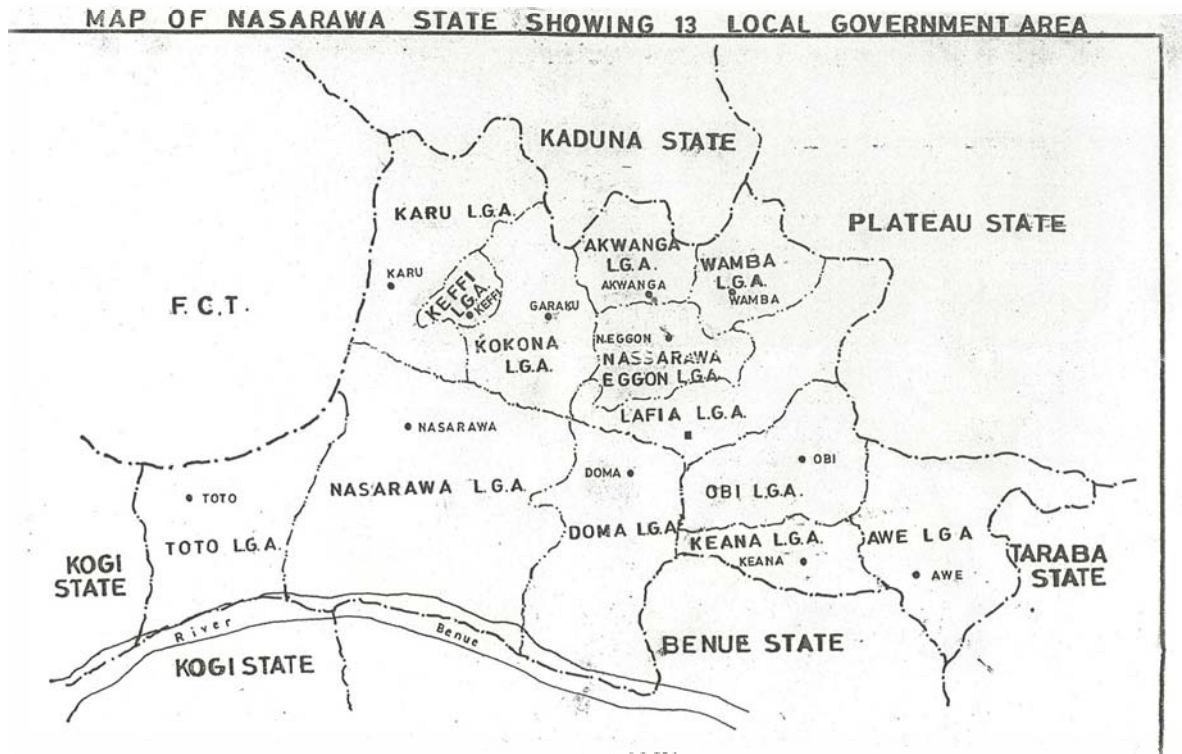 MAP OF NASARAWA STATE SHOWING 13 LOCAL GOVERNMENT AREA
KADUNA STATE
PLATEAU STATE
KARU L.G.A.
AKWANGA
L.G.A.
AKWANGA
WAMBA
L.G.A.
WAMBA
KARU
KEFFI
L.G.A.
KEFFI
GARAKU
F.C.T.
KOKONA
L.G.A.
N.EGGON
NASSARAWA
EGGON L.G.A.
LAFIA L.G.A.
NASARAWA
NASARAWA L.G.A.
DOMA
DOMA L.G.A
OBI
OBI L.G.A.
TOTO
TOTO L.G.A.
KEANA L.G.A.
KEANA
AWE L G A
AWE
KOGI
STATE
TARABA
STATE
River
Benue
KOGI STATE
BENUE STATE